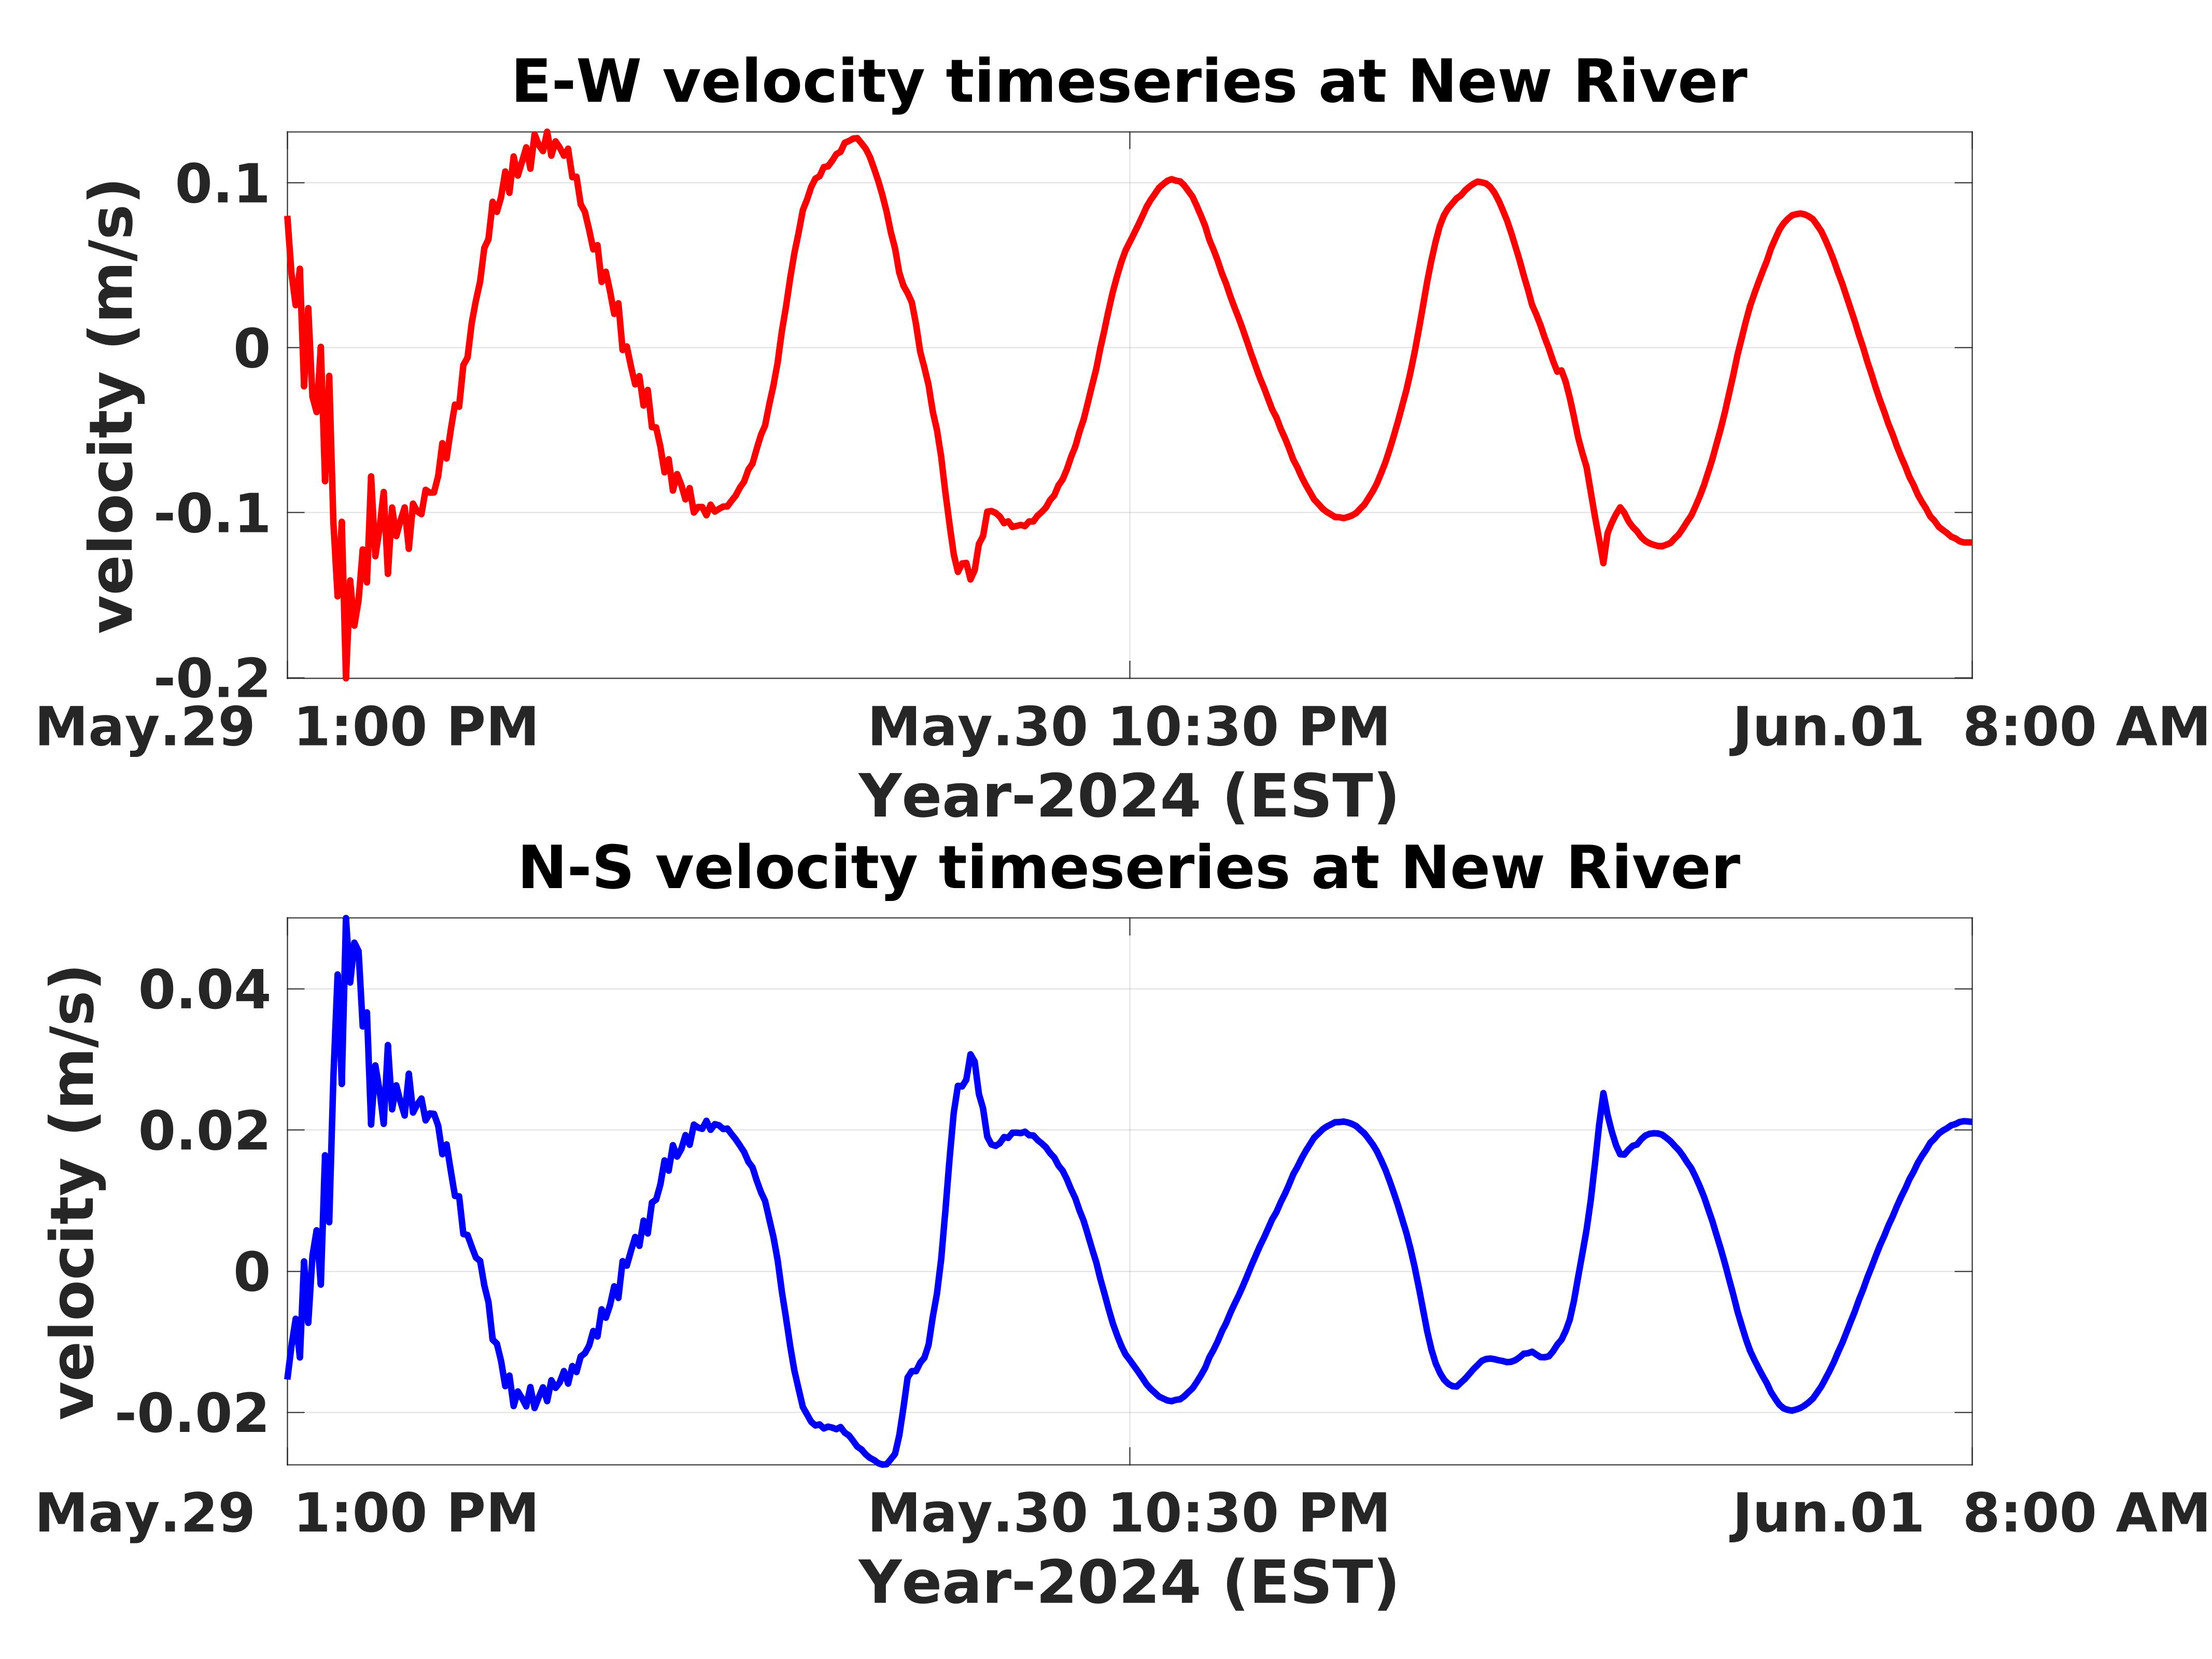 E-W velocity timeseries at New River
velocity (m/s)
0.1
0
-0.1
-0.2
May.29 1:00 PM May.30 10:30 PM Jun.01 8:00 AM
Year-2024 (EST)
N-S velocity timeseries at New River
velocity (m/s)
0.04
0.02
0
-0.02
May.29 1:00 PM May.30 10:30 PM Jun.01 8:00 AM
Year-2024 (EST)